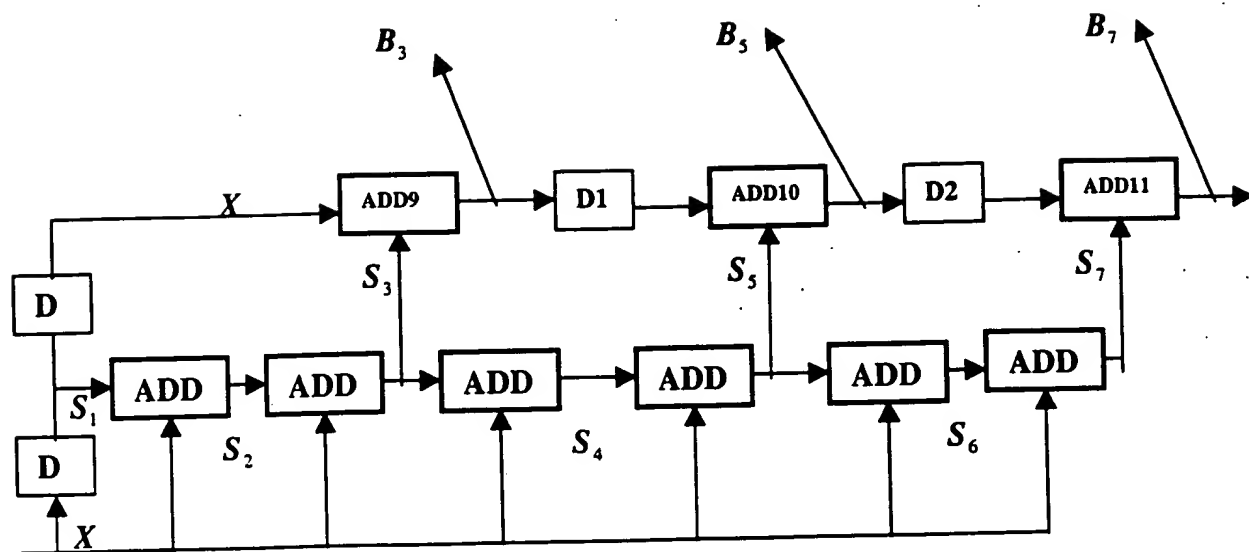 B₃ B₅ B₇
X ADD9 D1 ADD10 D2 ADD11
S₃ S₅ S₇
D
ADD ADD ADD ADD ADD ADD
S₁
D S₂ S₄ S₆
X